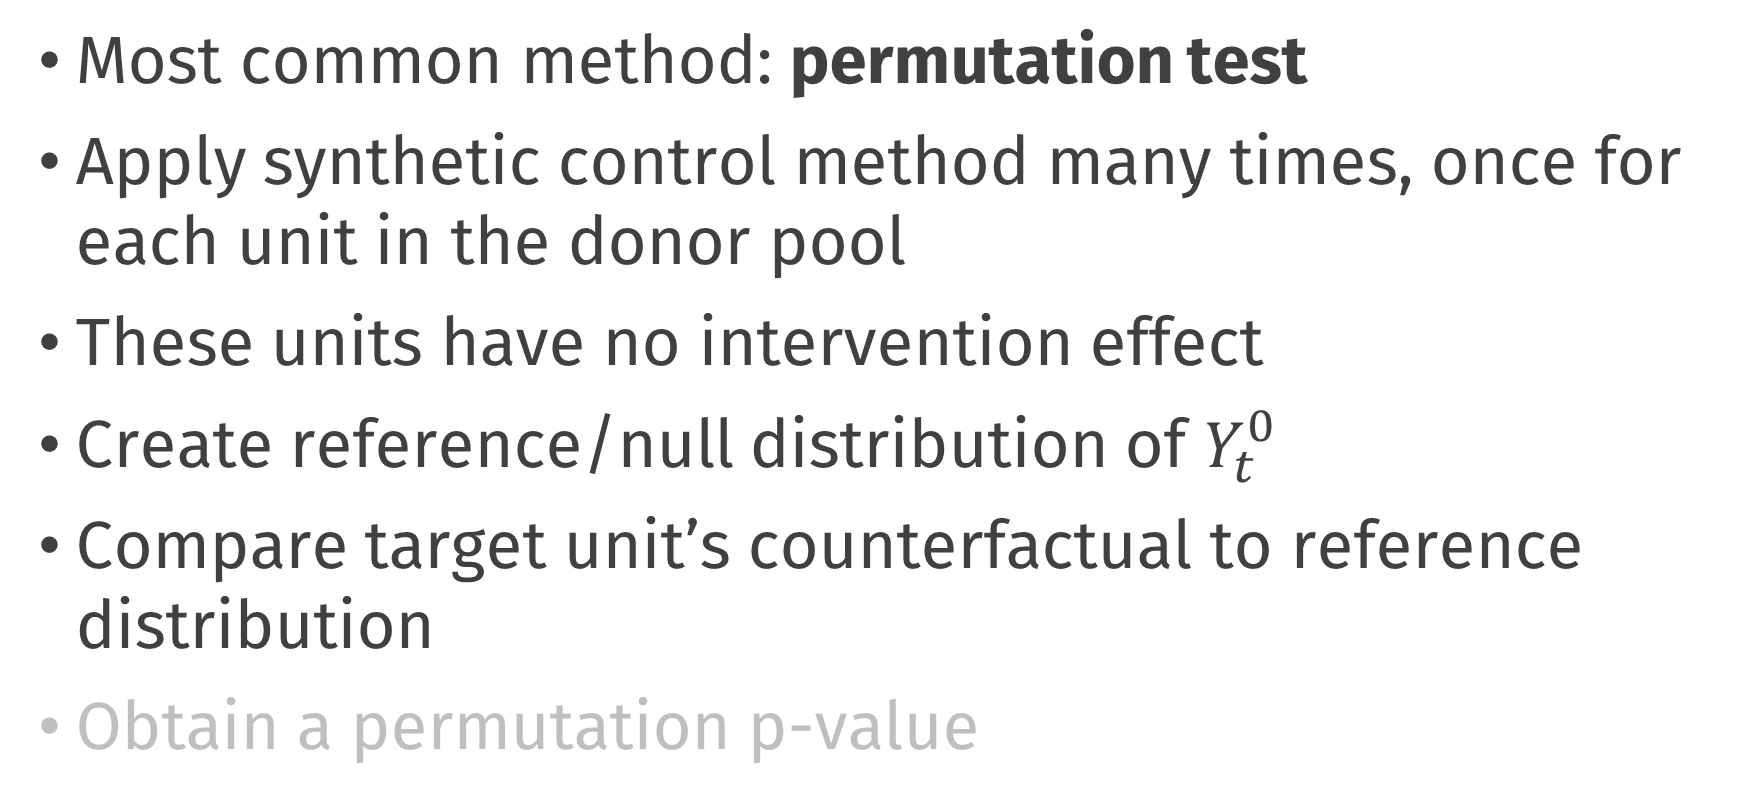 • Most common method: permutation test
• Apply synthetic control method many times, once for
each unit in the donor pool
• These units have no intervention effect
• Create reference/null distribution of $Y_t^0$
• Compare target unit’s counterfactual to reference
distribution
• Obtain a permutation p-value